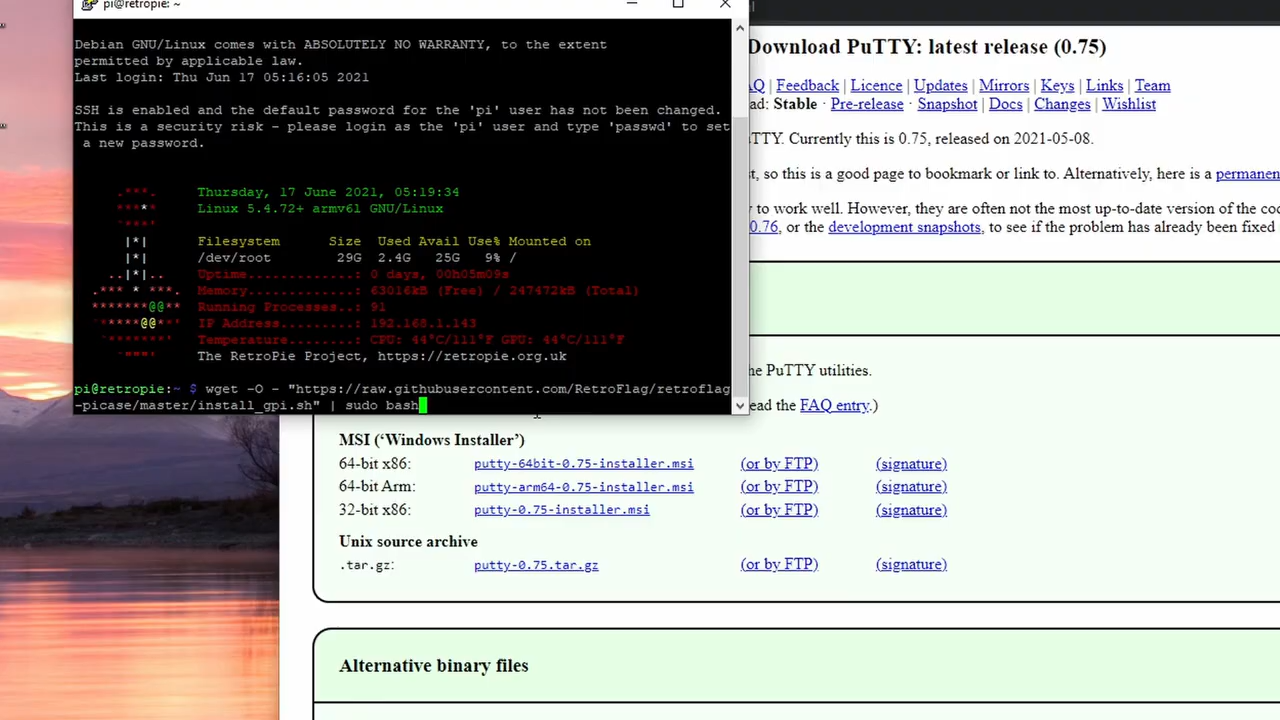 pi@retropie: ~
Debian GNU/Linux comes with ABSOLUTELY NO WARRANTY, to the extent
permitted by applicable law.
Last login: Thu Jun 17 05:16:05 2021
SSH is enabled and the default password for the 'pi' user has not been changed.
This is a security risk - please login as the 'pi' user and type 'passwd' to set
a new password.
Thursday, 17 June 2021, 05:19:34
Linux 5.4.72+ armv6l GNU/Linux
Filesystem Size Used Avail Use% Mounted on
/dev/root 29G 2.4G 25G 9% /
Uptime.............: 0 days, 00h05m09s
Memory.............: 63016kB (Free) / 247472kB (Total)
Running Processes..: 91
IP Address.........: 192.168.1.143
Temperature........: CPU: 44°C/111°F GPU: 44°C/111°F
The RetroPie Project, https://retropie.org.uk
pi@retropie:~ $ wget -O - "https://raw.githubusercontent.com/RetroFlag/retroflag
-picase/master/install_gpi.sh" | sudo bash
Download PuTTY: latest release (0.75)
AQ | Feedback | Licence | Updates | Mirrors | Keys | Links | Team
ad: Stable · Pre-release · Snapshot | Docs | Changes | Wishlist
TTY. Currently this is 0.75, released on 2021-05-08.
st, so this is a good page to bookmark or link to. Alternatively, here is a permanen
y to work well. However, they are often not the most up-to-date version of the cod
0.76, or the development snapshots, to see if the problem has already been fixed
he PuTTY utilities.
ead the FAQ entry.)
MSI (‘Windows Installer’)
64-bit x86: putty-64bit-0.75-installer.msi (or by FTP) (signature)
64-bit Arm: putty-arm64-0.75-installer.msi (or by FTP) (signature)
32-bit x86: putty-0.75-installer.msi (or by FTP) (signature)
Unix source archive
.tar.gz: putty-0.75.tar.gz (or by FTP) (signature)
Alternative binary files